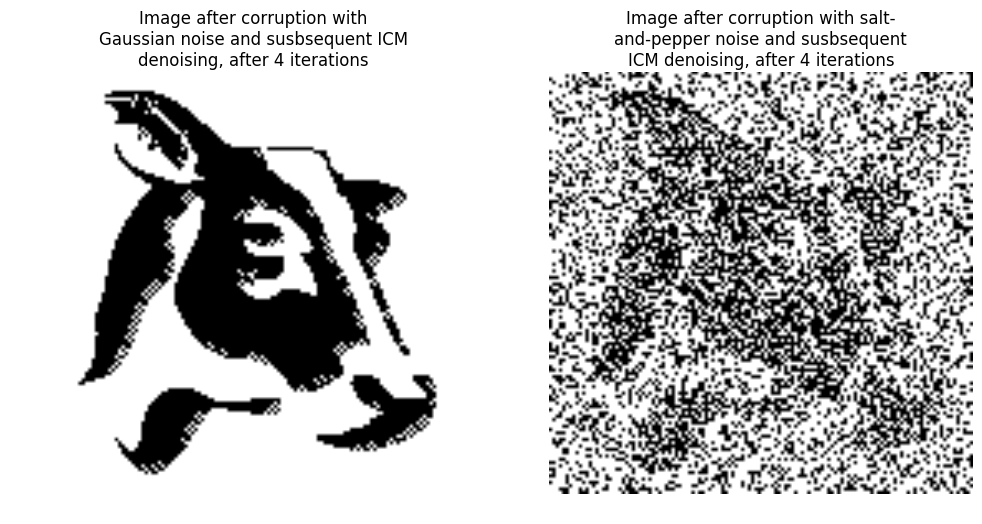 Image after corruption with
Gaussian noise and susbsequent ICM
denoising, after 4 iterations
Image after corruption with salt-
and-pepper noise and susbsequent
ICM denoising, after 4 iterations